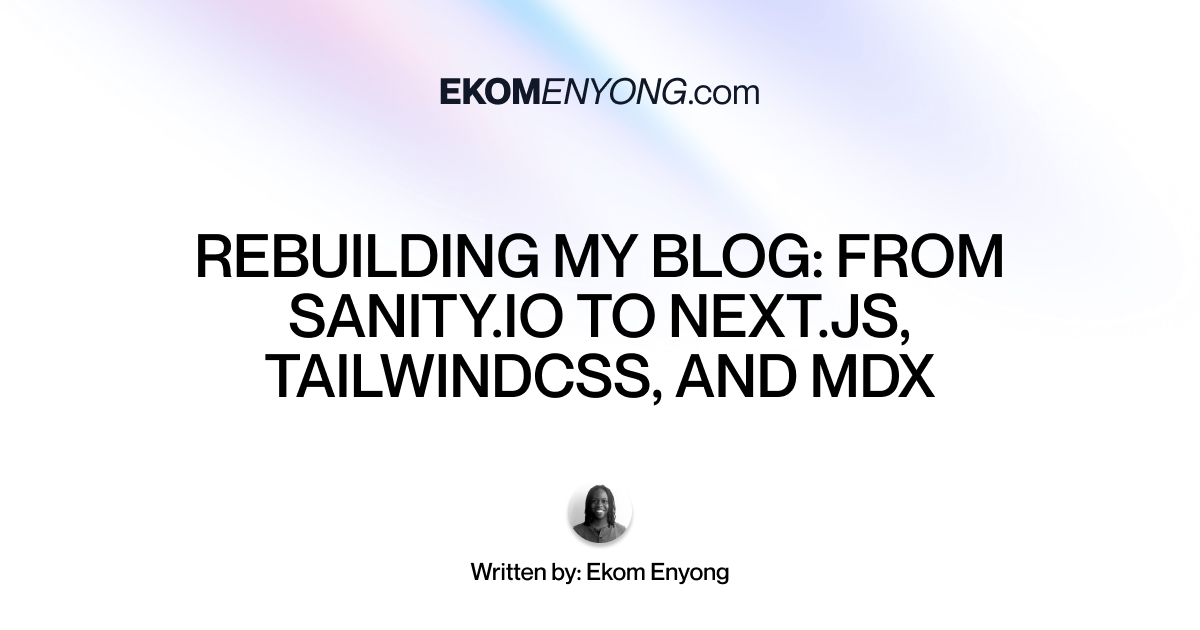 EKOMENYONG.com
REBUILDING MY BLOG: FROM
SANITY.IO TO NEXT.JS,
TAILWINDCSS, AND MDX
Written by: Ekom Enyong